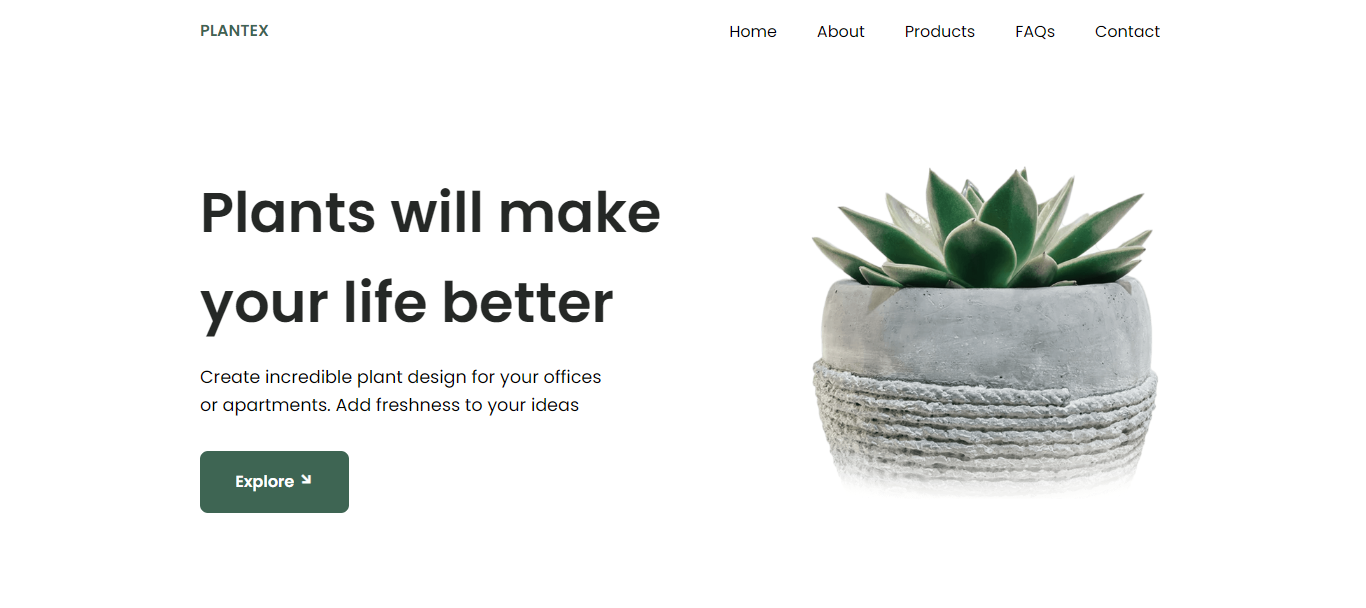 PLANTEX
Home About Products FAQs Contact
Plants will make
your life better
Create incredible plant design for your offices
or apartments. Add freshness to your ideas
Explore